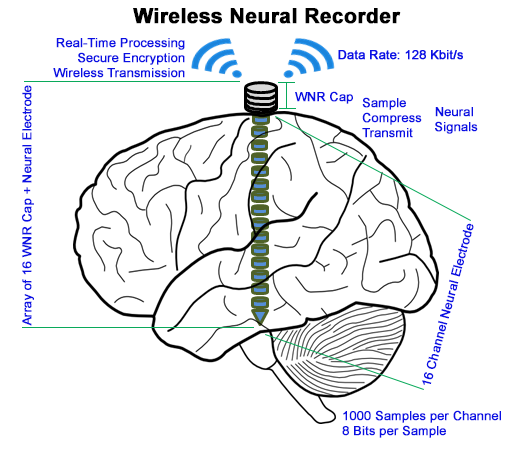 Wireless Neural Recorder
Real-Time Processing
Secure Encryption
Wireless Transmission
Data Rate: 128 Kbit/s
WNR Cap
Sample
Compress
Transmit
Neural
Signals
Array of 16 WNR Cap + Neural Electrode
16 Channel Neural Electrode
1000 Samples per Channel
8 Bits per Sample